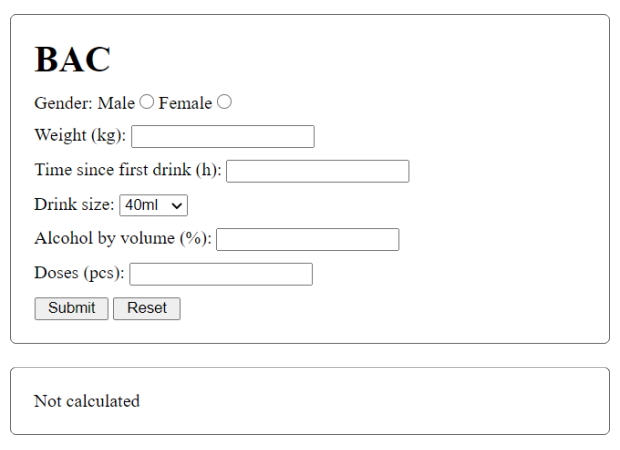 BAC
Gender: Male Female
Weight (kg):
Time since first drink (h):
Drink size: 40ml
Alcohol by volume (%):
Doses (pcs):
Submit Reset
Not calculated